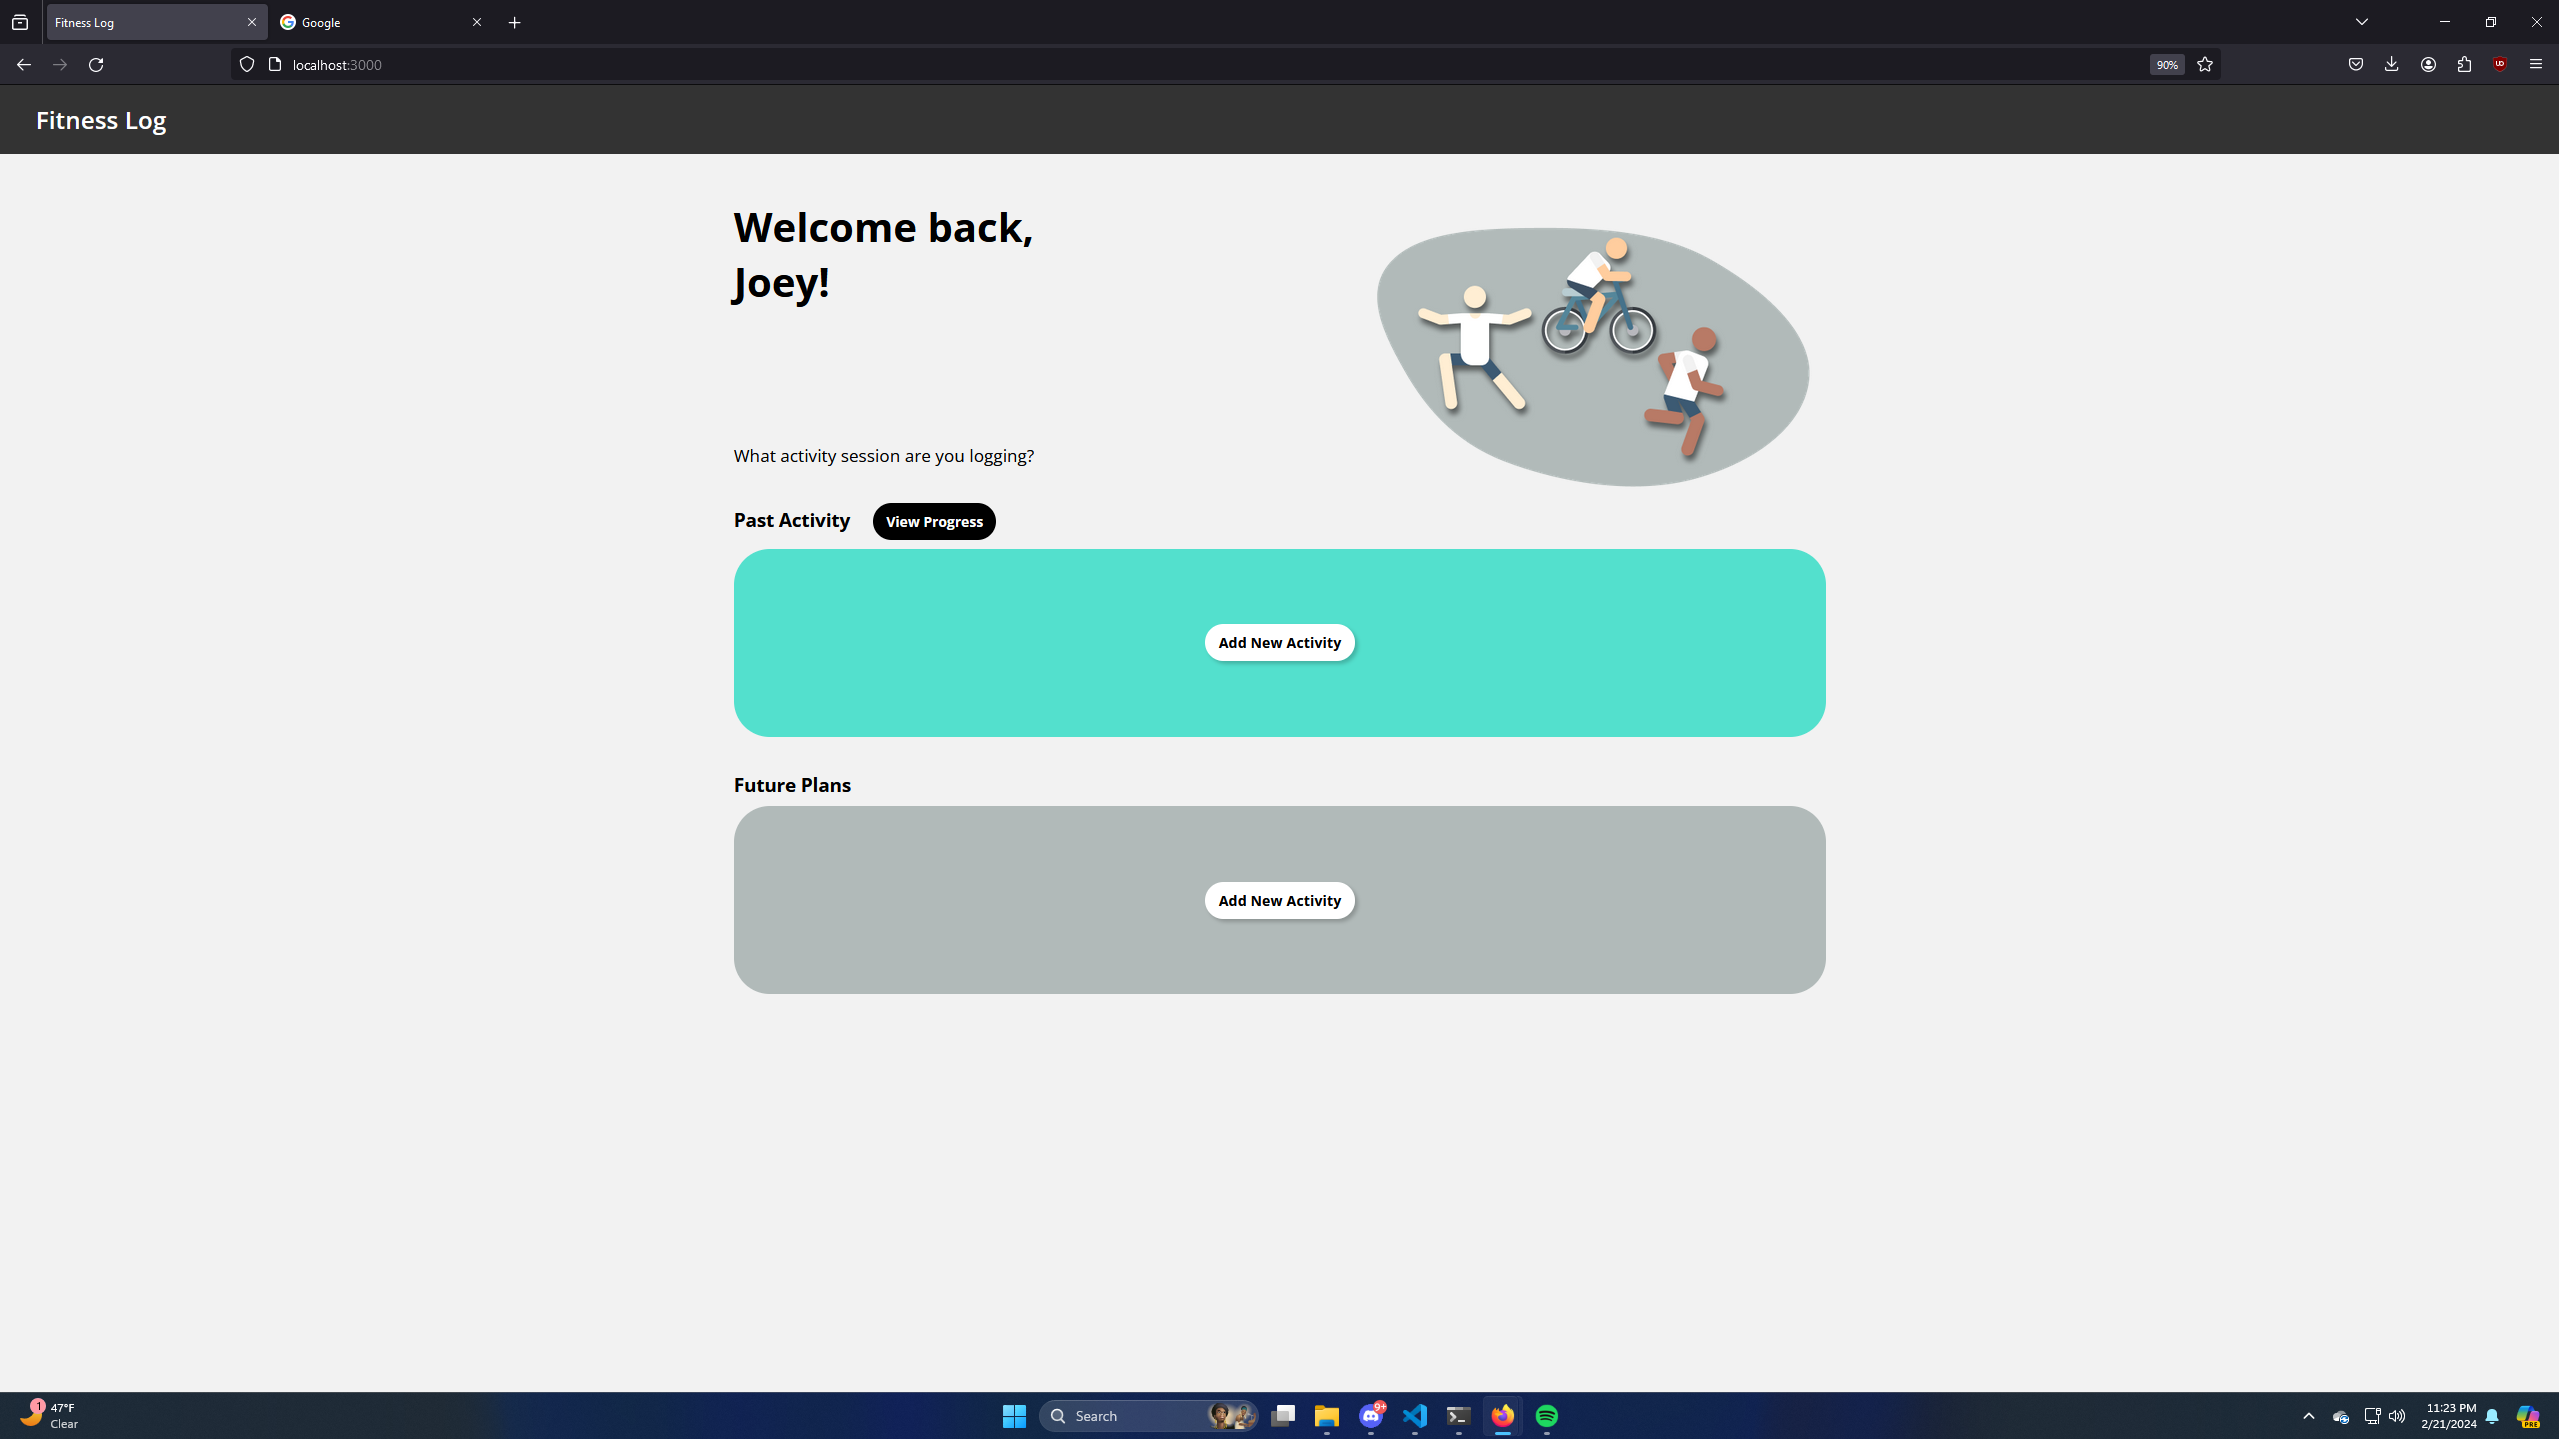 Fitness Log
Google
localhost:3000
90%
Fitness Log
Welcome back,
Joey!
What activity session are you logging?
Past Activity
View Progress
Add New Activity
Future Plans
Add New Activity
1
47°F
Clear
Search
9+
11:23 PM
2/21/2024
PRE